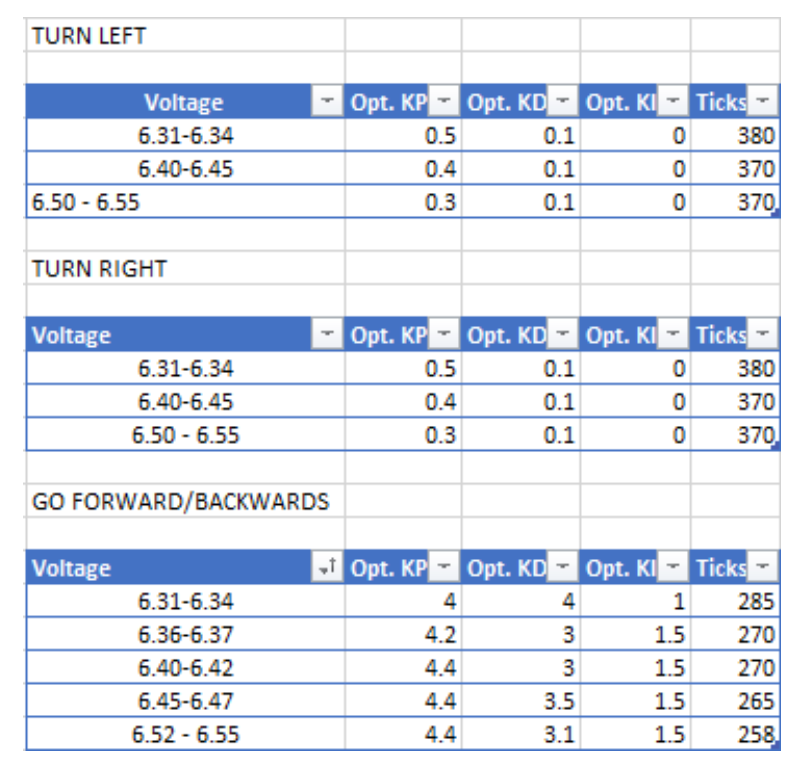 TURN LEFT
Voltage Opt. KP Opt. KD Opt. KI Ticks
6.31-6.34 0.5 0.1 0 380
6.40-6.45 0.4 0.1 0 370
6.50 - 6.55 0.3 0.1 0 370
TURN RIGHT
Voltage Opt. KP Opt. KD Opt. KI Ticks
6.31-6.34 0.5 0.1 0 380
6.40-6.45 0.4 0.1 0 370
6.50 - 6.55 0.3 0.1 0 370
GO FORWARD/BACKWARDS
Voltage Opt. KP Opt. KD Opt. KI Ticks
6.31-6.34 4 4 1 285
6.36-6.37 4.2 3 1.5 270
6.40-6.42 4.4 3 1.5 270
6.45-6.47 4.4 3.5 1.5 265
6.52 - 6.55 4.4 3.1 1.5 258